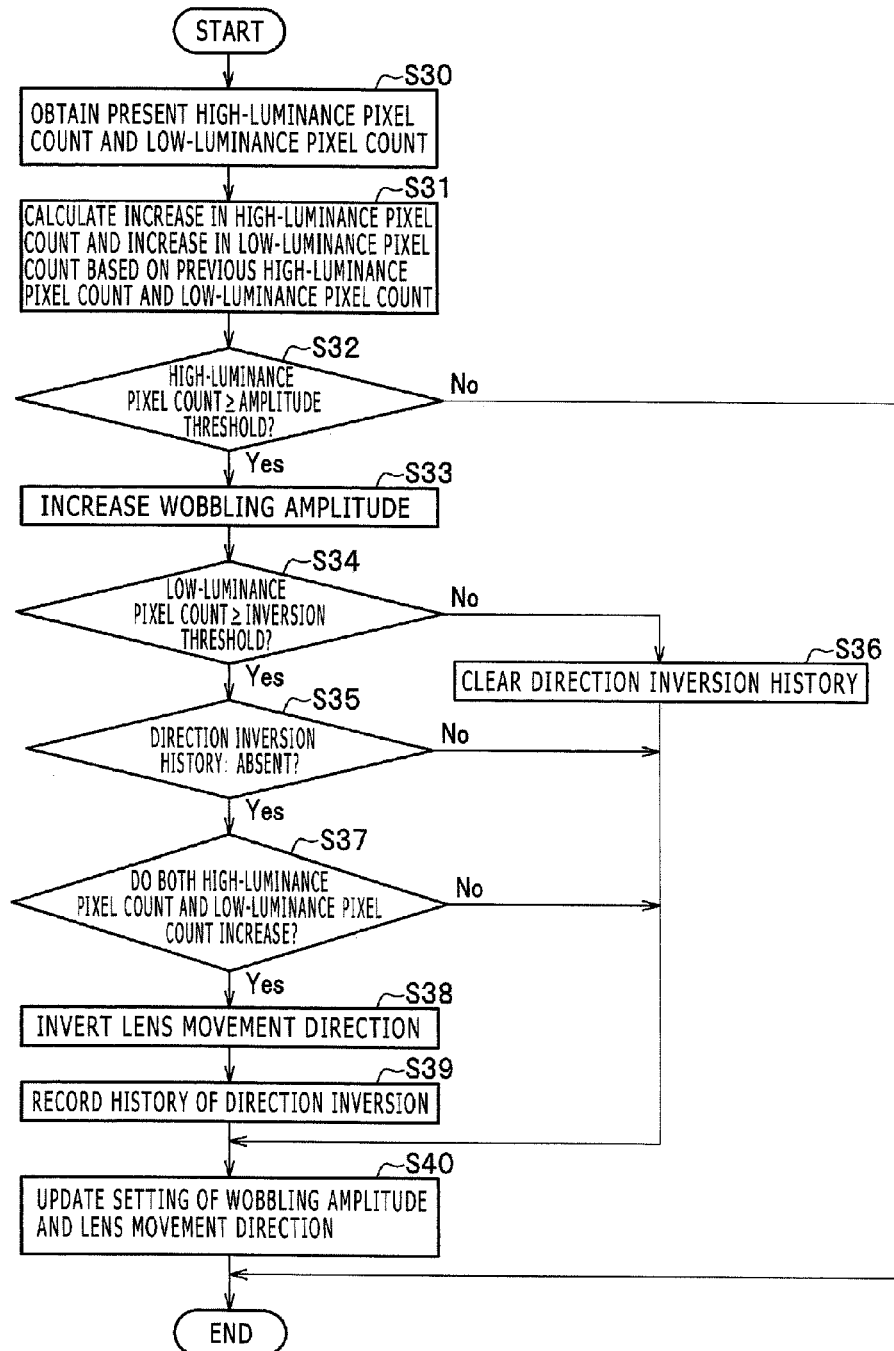 START
S30
OBTAIN PRESENT HIGH-LUMINANCE PIXEL
COUNT AND LOW-LUMINANCE PIXEL COUNT
S31
CALCULATE INCREASE IN HIGH-LUMINANCE PIXEL
COUNT AND INCREASE IN LOW-LUMINANCE PIXEL
COUNT BASED ON PREVIOUS HIGH-LUMINANCE
PIXEL COUNT AND LOW-LUMINANCE PIXEL COUNT
S32
HIGH-LUMINANCE
PIXEL COUNT ≥ AMPLITUDE
THRESHOLD?
No
Yes
S33
INCREASE WOBBLING AMPLITUDE
S34
LOW-LUMINANCE
PIXEL COUNT ≥ INVERSION
THRESHOLD?
No
Yes
S36
CLEAR DIRECTION INVERSION HISTORY
S35
DIRECTION INVERSION
HISTORY: ABSENT?
No
Yes
S37
DO BOTH HIGH-LUMINANCE
PIXEL COUNT AND LOW-LUMINANCE PIXEL
COUNT INCREASE?
No
Yes
S38
INVERT LENS MOVEMENT DIRECTION
S39
RECORD HISTORY OF DIRECTION INVERSION
S40
UPDATE SETTING OF WOBBLING AMPLITUDE
AND LENS MOVEMENT DIRECTION
END